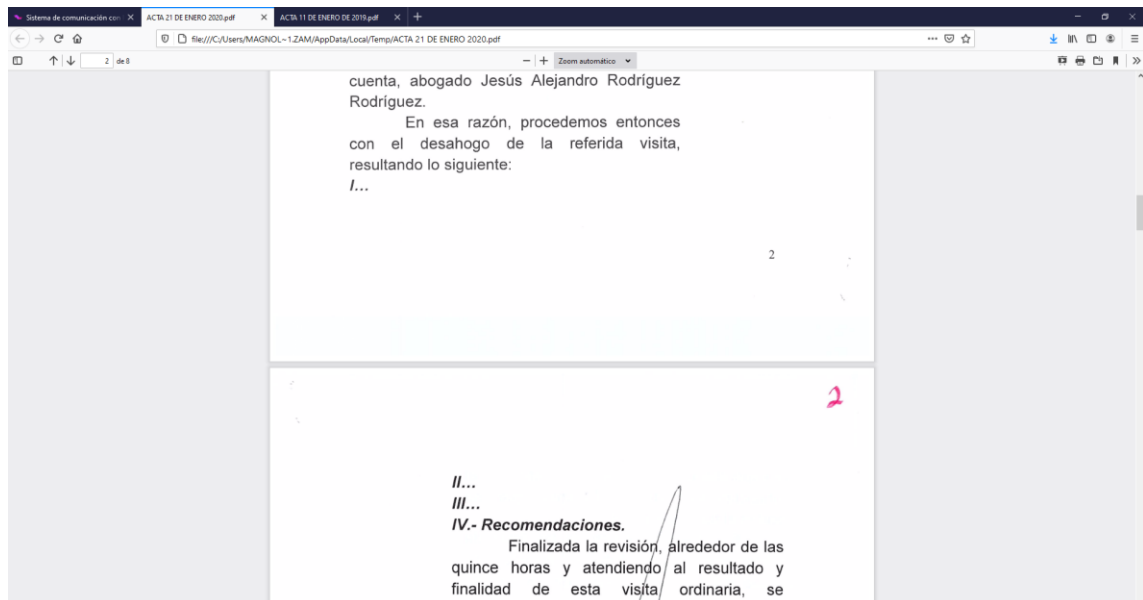 Sistema de comunicación con
ACTA 21 DE ENERO 2020.pdf
ACTA 11 DE ENERO DE 2019.pdf
file:///C:/Users/MAGNOL~1.ZAM/AppData/Local/Temp/ACTA 21 DE ENERO 2020.pdf
2 de 8
Zoom automático
cuenta, abogado Jesús Alejandro Rodríguez
Rodríguez.
En esa razón, procedemos entonces
con el desahogo de la referida visita,
resultando lo siguiente:
I...
2
2
II...
III...
IV.- Recomendaciones.
Finalizada la revisión, alrededor de las
quince horas y atendiendo al resultado y
finalidad de esta visita ordinaria, se